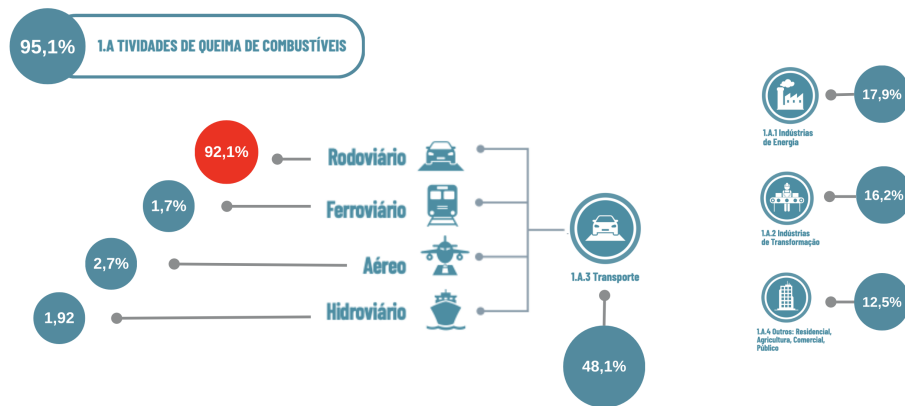 95,1%
1.A TIVIDADES DE QUEIMA DE COMBUSTÍVEIS
92,1%
Rodoviário
1,7%
Ferroviário
2,7%
Aéreo
1,92
Hidroviário
1.A.3 Transporte
48,1%
17,9%
1.A.1 Indústrias
de Energia
16,2%
1.A.2 Indústrias
de Transformação
12,5%
1.A.4 Outros: Residencial,
Agricultura, Comercial,
Público